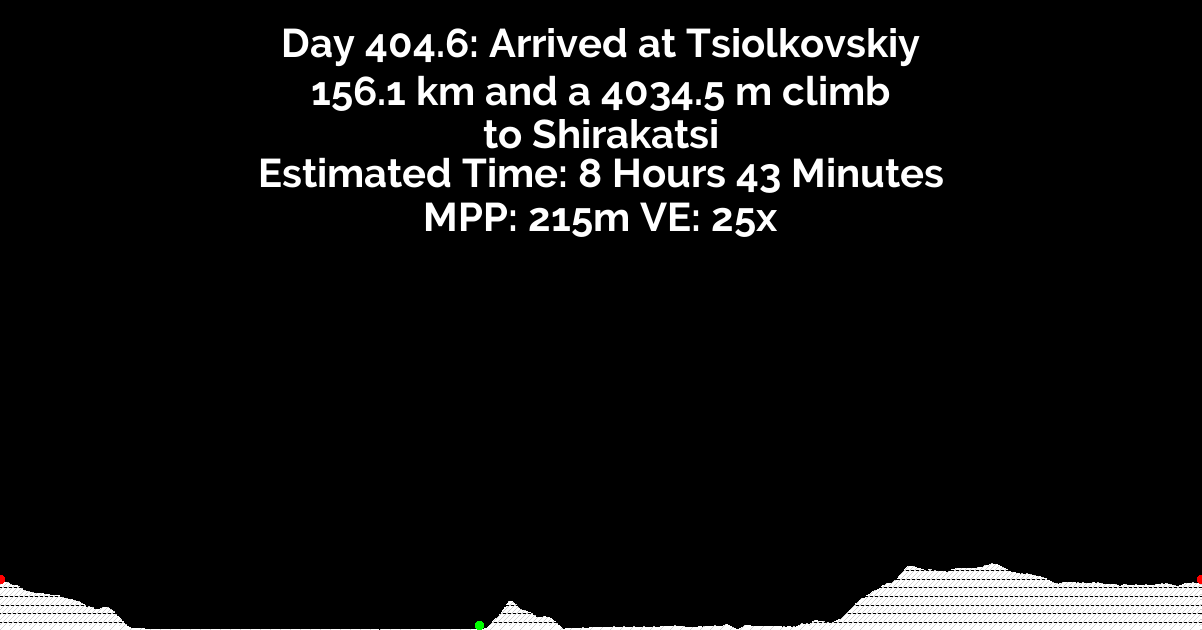 Day 404.6: Arrived at Tsiolkovskiy
156.1 km and a 4034.5 m climb
to Shirakatsi
Estimated Time: 8 Hours 43 Minutes
MPP: 215m VE: 25x